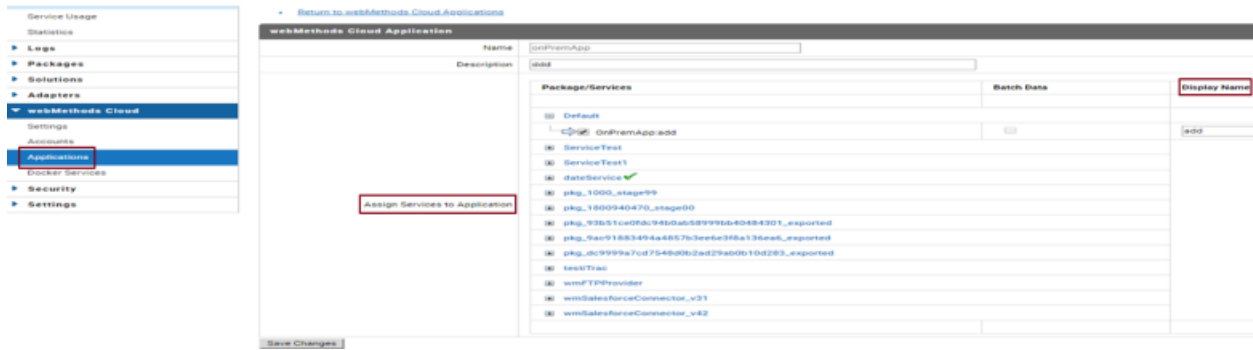 Service Usage
Statistics
Logs
Packages
Solutions
Adapters
webMethods Cloud
Settings
Accounts
Applications
Docker Services
Security
Settings
Return to webMethods Cloud Applications
webMethods Cloud Application
Name onPremApp
Description ddd
Assign Services to Application
Package/Services Batch Data Display Name
Default
OnPremApp:add add
ServiceTest
ServiceTest1
dateService
pkg_1000_stage99
pkg_1800940470_stage00
pkg_93b51ce0fdc94b0ab58999bb40484301_exported
pkg_9ac91883494a4857b3ee6e3f8a136ea6_exported
pkg_dc9999a7cd7548d0b2ad29ab0b10d283_exported
testiTrac
wmFTPProvider
wmSalesforceConnector_v31
wmSalesforceConnector_v42
Save Changes